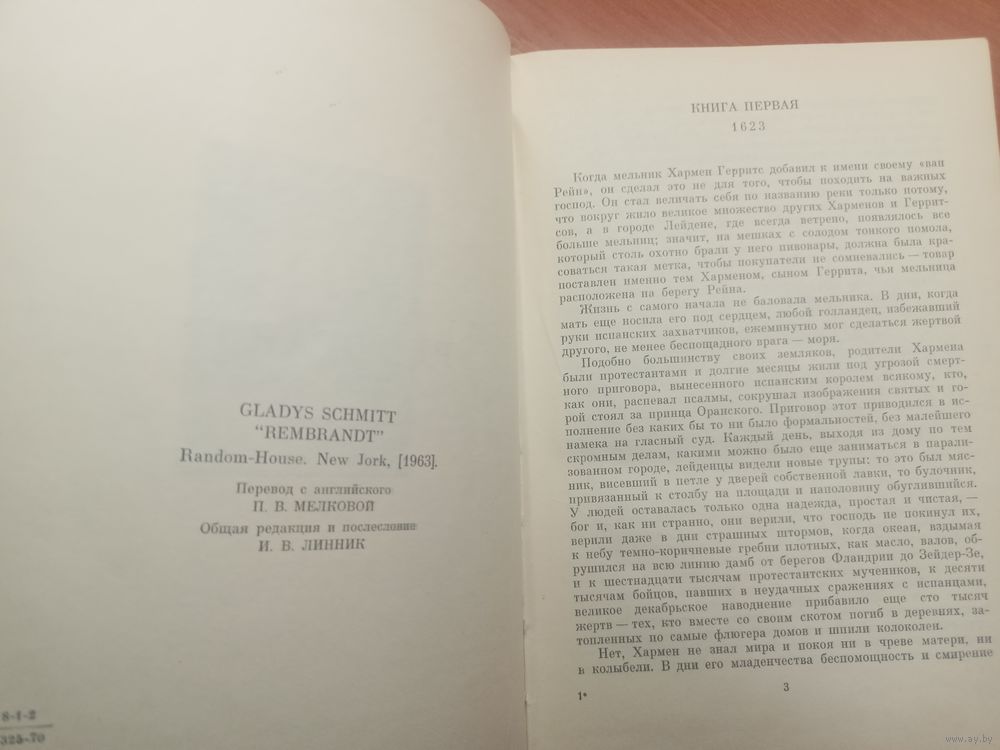 GLADYS SCHMITT
“REMBRANDT”
Random-House. New Jork, [1963].
Перевод с английского
П. В. МЕЛКОВОЙ
Общая редакция и послесловие
И. В. ЛИННИК
8-1-2
325-70
КНИГА ПЕРВАЯ
1623
Когда мельник Хармен Герритс добавил к имени своему «ван
Рейн», он сделал это не для того, чтобы походить на важных
господ. Он стал величать себя по названию реки только потому,
что вокруг жило великое множество других Харменов и Геррит-
сов, а в городе Лейдене, где всегда ветрено, появлялось все
больше мельниц; значит, на мешках с солодом тонкого помола,
который столь охотно брали у него пивовары, должна была кра-
соваться такая метка, чтобы покупатели не сомневались — товар
поставлен именно тем Харменом, сыном Геррита, чья мельница
расположена на берегу Рейна.
Жизнь с самого начала не баловала мельника. В дни, когда
мать еще носила его под сердцем, любой голландец, избежавший
руки испанских захватчиков, ежеминутно мог сделаться жертвой
другого, не менее беспощадного врага — моря.
Подобно большинству своих земляков, родители Хармена
были протестантами и долгие месяцы жили под угрозой смерт-
ного приговора, вынесенного испанским королем всякому, кто,
как они, распевал псалмы, сокрушал изображения святых и го-
рой стоял за принца Оранского. Приговор этот приводился в ис-
полнение без каких бы то ни было формальностей, без малейшего
намека на гласный суд. Каждый день, выходя из дому по тем
скромным делам, какими можно было еще заниматься в парали-
зованном городе, лейденцы видели новые трупы: то это был мяс-
ник, висевший в петле у дверей собственной лавки, то булочник,
привязанный к столбу на площади и наполовину обуглившийся.
У людей оставалась только одна надежда, простая и чистая, —
бог и, как ни странно, они верили, что господь не покинул их,
верили даже в дни страшных штормов, когда океан, вздымая
к небу темно-коричневые гребни плотных, как масло, валов, об-
рушился на всю линию дамб от берегов Фландрии до Зейдер-Зе,
и к шестнадцати тысячам протестантских мучеников, к десяти
тысячам бойцов, павших в неудачных сражениях с испанцами,
великое декабрьское наводнение прибавило еще сто тысяч
жертв — тех, кто вместе со своим скотом погиб в деревнях, за-
топленных по самые флюгера домов и шпили колоколен.
Нет, Хармен не знал мира и покоя ни в чреве матери, ни
в колыбели. В дни его младенчества беспомощность и смирение
1*
3
www.ay.by